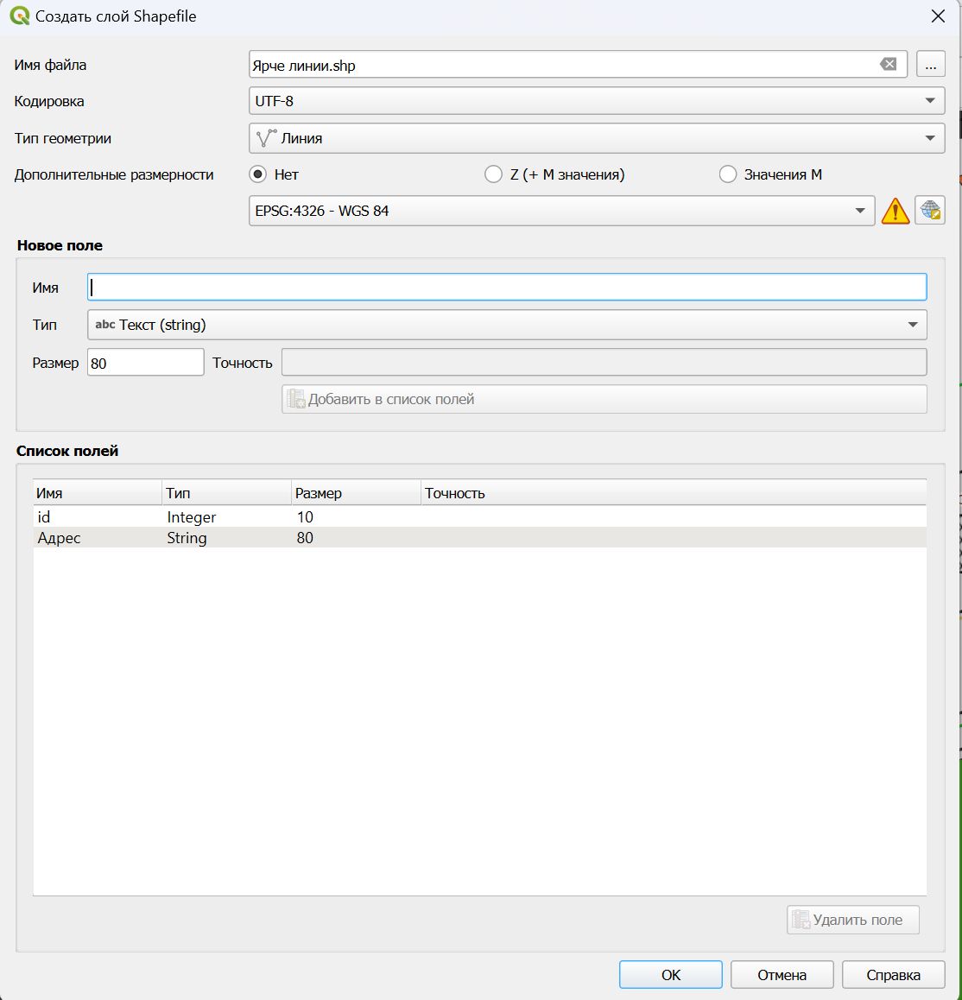 Создать слой Shapefile
Имя файла Ярче линии.shp ...
Кодировка UTF-8
Тип геометрии Линия
Дополнительные размерности Нет Z (+ M значения) Значения M
EPSG:4326 - WGS 84
Новое поле
Имя
Тип abc Текст (string)
Размер 80 Точность
Добавить в список полей
Список полей
Имя Тип Размер Точность
id Integer 10
Адрес String 80
Удалить поле
OK Отмена Справка